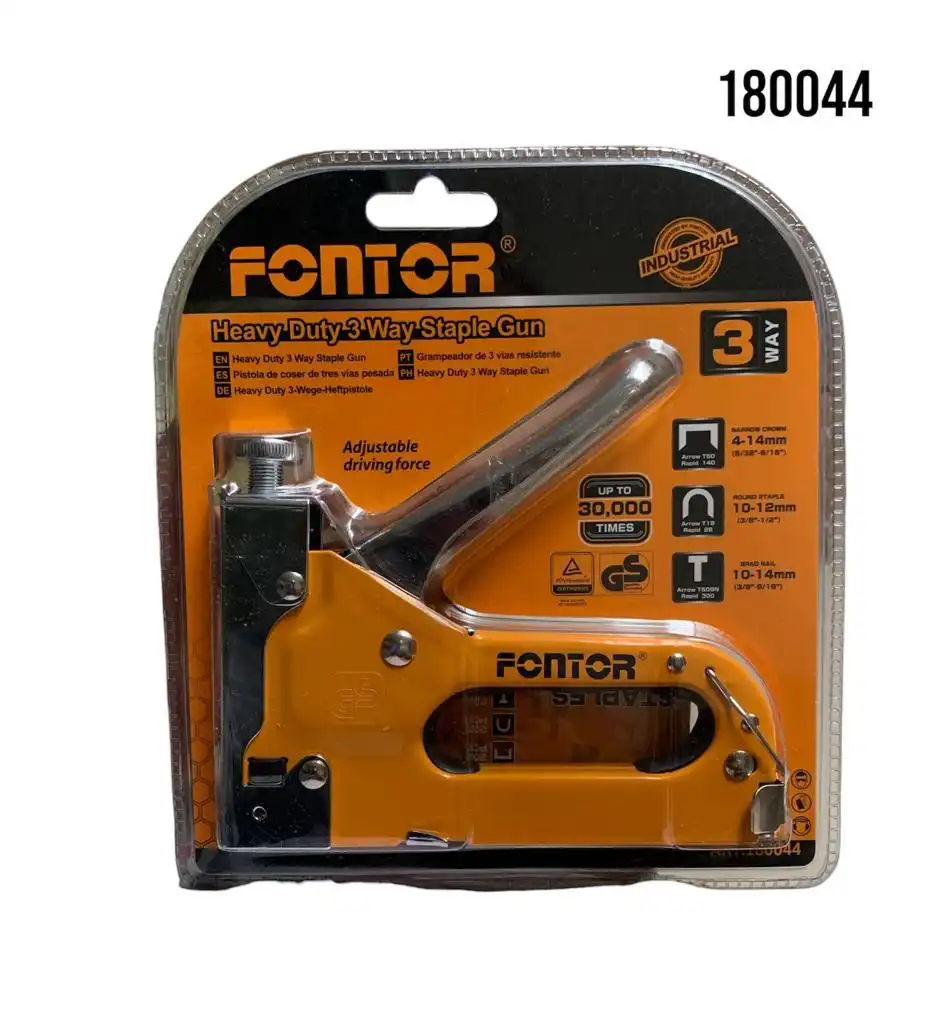 180044
FONTOR®
INDUSTRIAL
Heavy Duty 3 Way Staple Gun
EN Heavy Duty 3 Way Staple Gun
ES Pistola de coser de tres vías pesada
DE Heavy Duty 3-Wege-Heftpistole
PT Grampeador de 3 vias resistente
PH Heavy Duty 3 Way Staple Gun
3 WAY
Adjustable
driving force
NARROW CROWN
4-14mm
(5/32"-9/16")
Arrow T50
Rapid 140
UP TO
30,000
TIMES
ROUND STAPLE
10-12mm
(3/8"-1/2")
Arrow T18
Rapid 28
GS
BRAD NAIL
10-14mm
(3/8"-9/16")
Arrow
Rapid 300
FONTOR®
STAPLES
ART.:180044